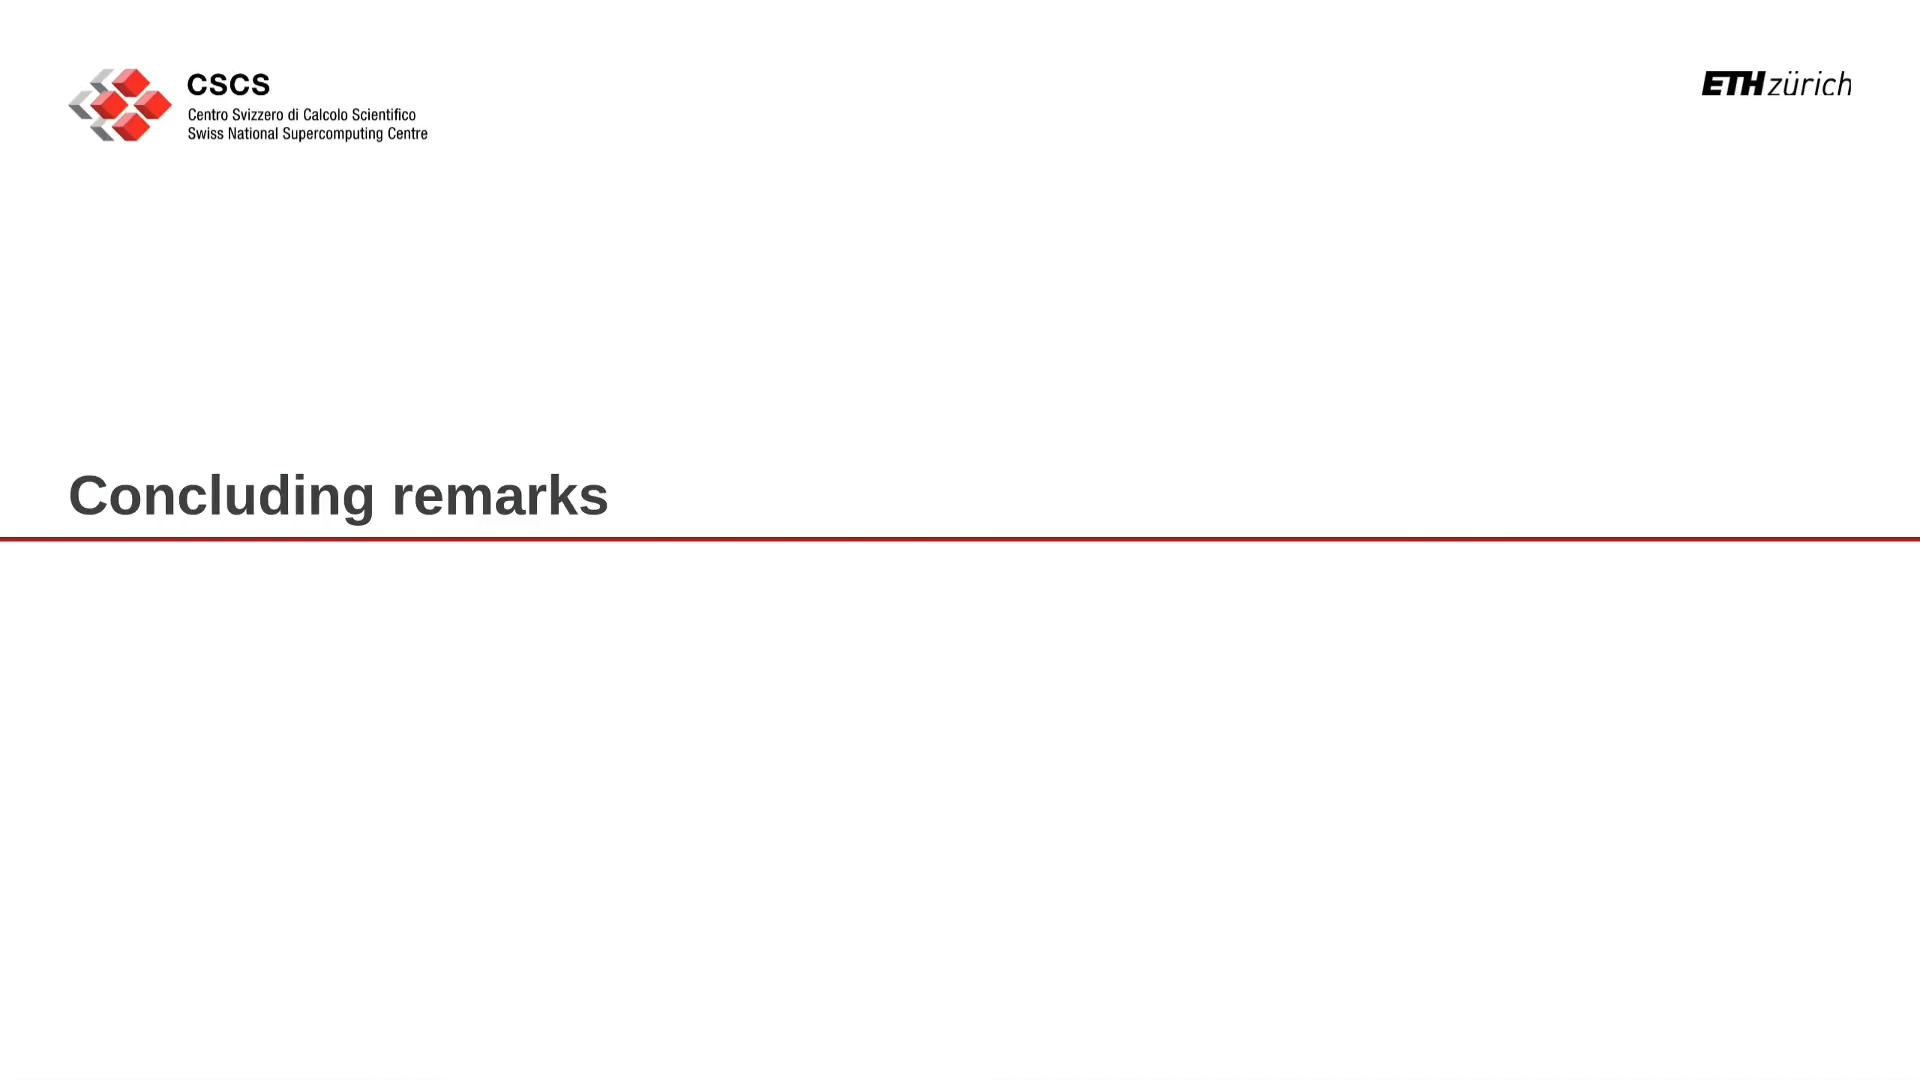 CSCS
Centro Svizzero di Calcolo Scientifico
Swiss National Supercomputing Centre
ETH zürich
Concluding remarks